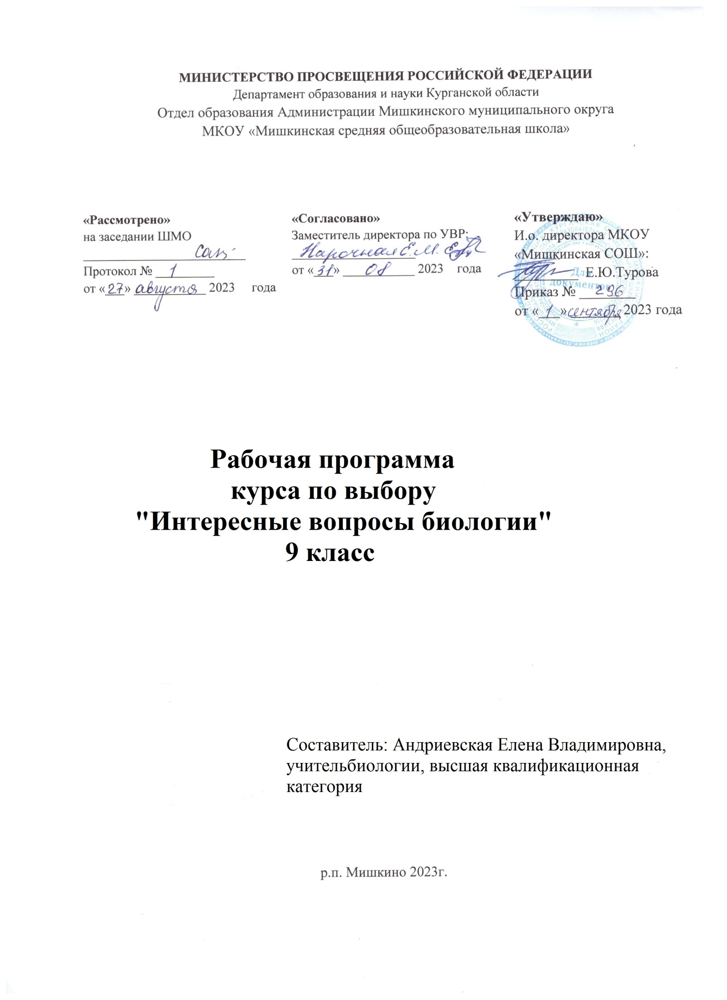 МИНИСТЕРСТВО ПРОСВЕЩЕНИЯ РОССИЙСКОЙ ФЕДЕРАЦИИ
Департамент образования и науки Курганской области
Отдел образования Администрации Мишкинского муниципального округа
МКОУ «Мишкинская средняя общеобразовательная школа»
«Рассмотрено»
на заседании ШМО
Протокол № 1
от «27» августа 2023 года
«Согласовано»
Заместитель директора по УВР:
Нарочная Е.М.
от «31» 08 2023 года
«Утверждаю»
И.о. директора МКОУ
«Мишкинская СОШ»:
Е.Ю.Турова
Приказ № 296
от «1» сентября 2023 года
Для
документов
Рабочая программа
курса по выбору
"Интересные вопросы биологии"
9 класс
Составитель: Андриевская Елена Владимировна,
учительбиологии, высшая квалификационная
категория
р.п. Мишкино 2023г.